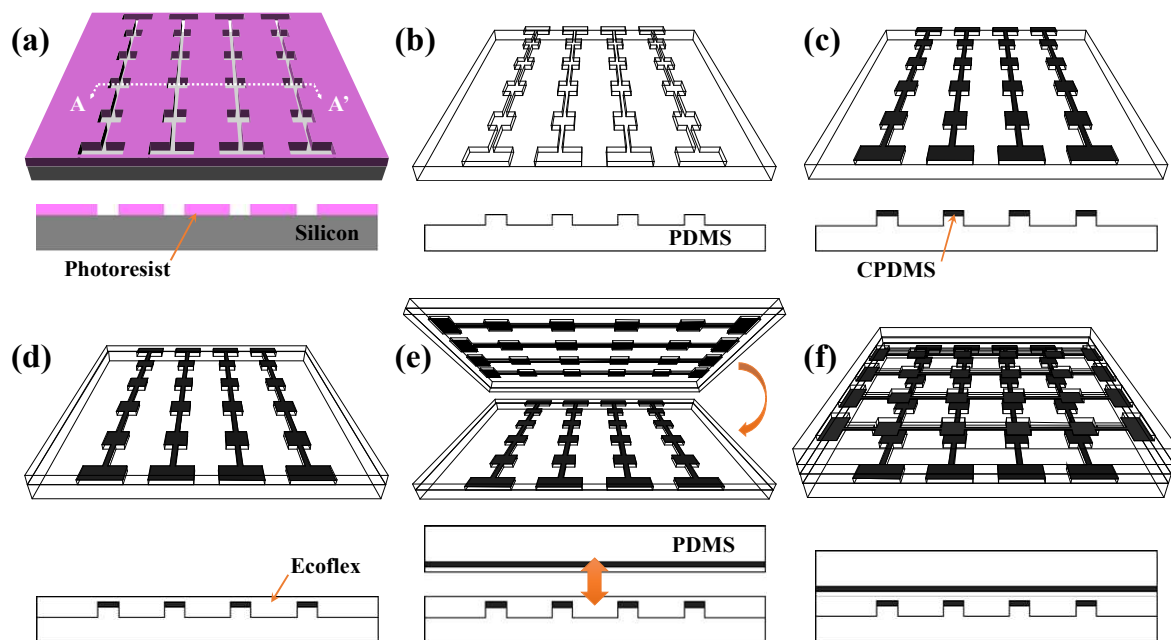 (a)
A
A'
Silicon
Photoresist
(b)
PDMS
(c)
CPDMS
(d)
Ecoflex
(e)
PDMS
(f)